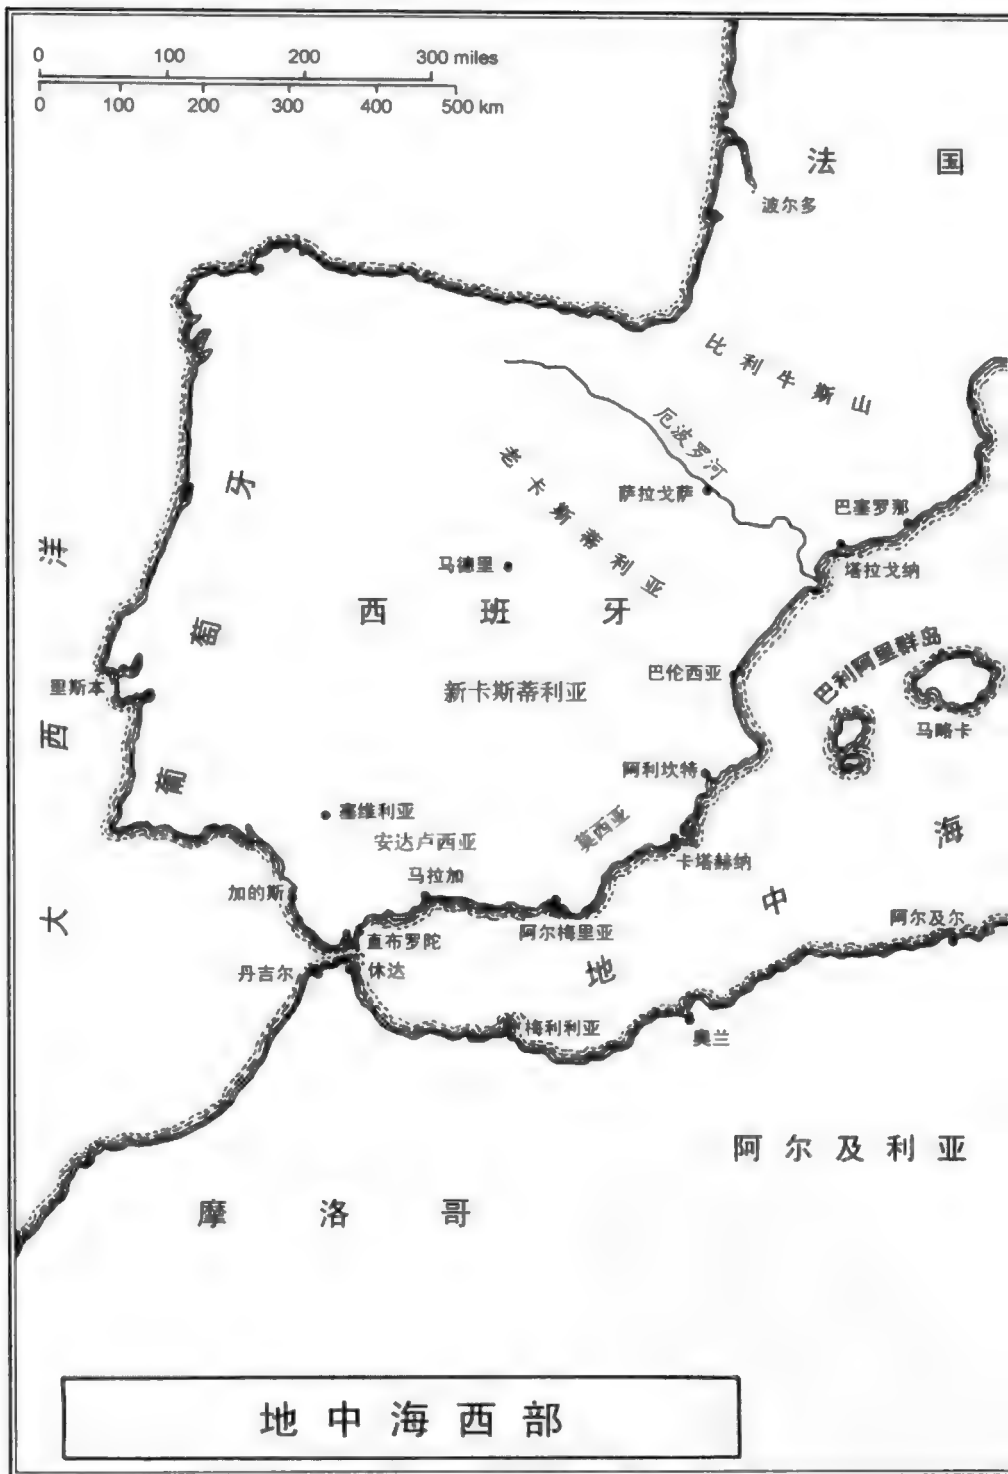 0 100 200 300 miles
0 100 200 300 400 500 km
法国
波尔多
比利牛斯山
厄波罗河
老卡斯蒂利亚
萨拉戈萨
巴塞罗那
塔拉戈纳
马德里
西班牙
葡萄牙
大西洋
巴利阿里群岛
巴伦西亚
里斯本
新卡斯蒂利亚
马略卡
阿利坎特
塞维利亚
莫西亚
安达卢西亚
卡塔赫纳
马拉加
加的斯
地中海
阿尔及尔
直布罗陀
阿尔梅里亚
丹吉尔
休达
梅利利亚
奥兰
阿尔及利亚
摩洛哥
地中海西部